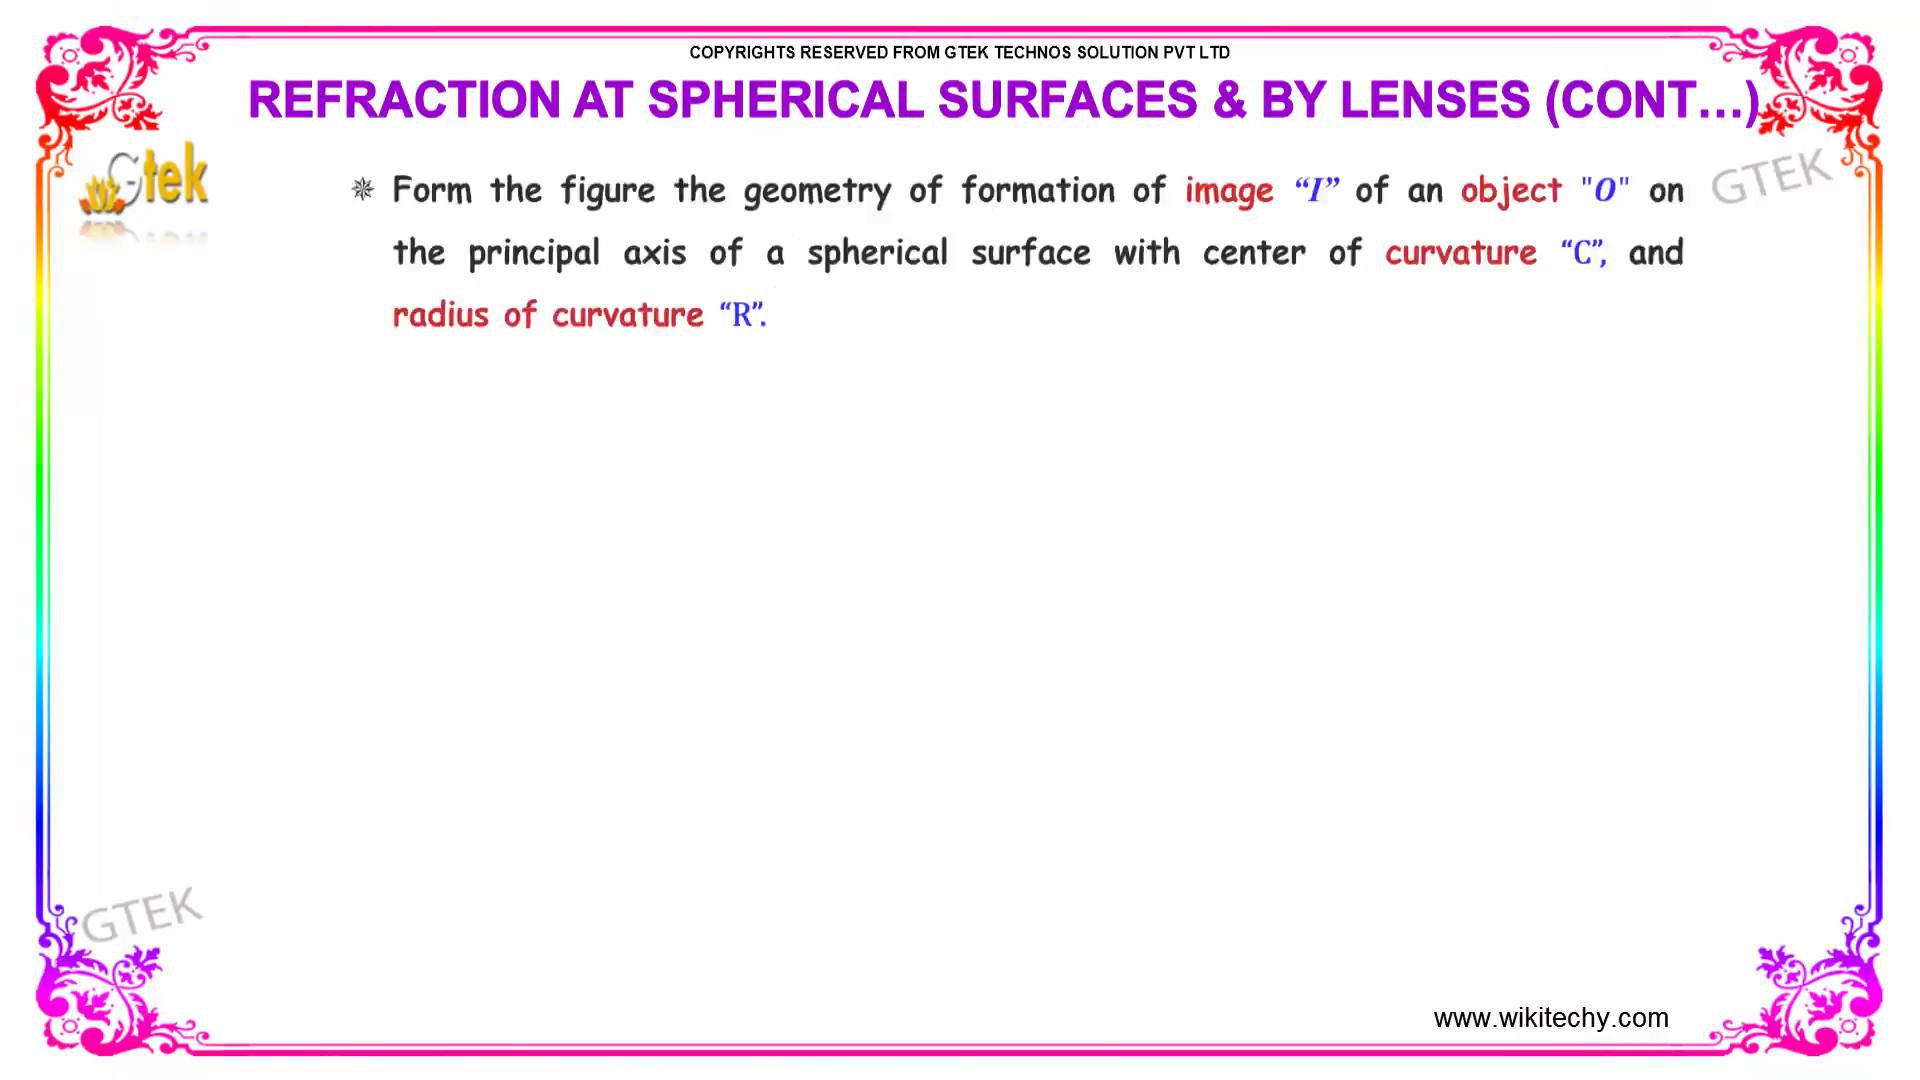 COPYRIGHTS RESERVED FROM GTEK TECHNOS SOLUTION PVT LTD
REFRACTION AT SPHERICAL SURFACES & BY LENSES (CONT...)
Gtek
GTEK
Form the figure the geometry of formation of image “I” of an object "O" on
the principal axis of a spherical surface with center of curvature “C”, and
radius of curvature “R”.
GTEK
www.wikitechy.com